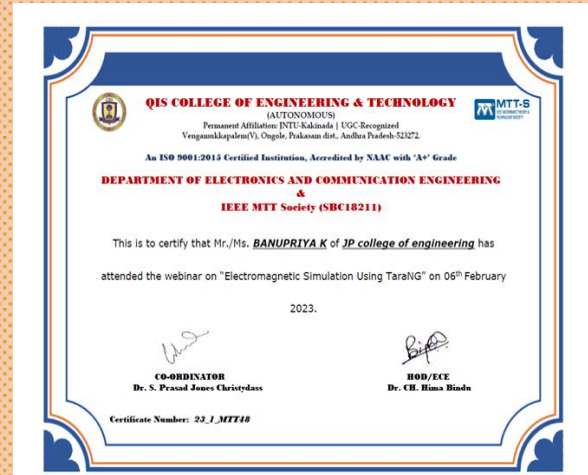 QIS COLLEGE OF ENGINEERING & TECHNOLOGY
(AUTONOMOUS)
Permanent Affiliation: JNTU-Kakinada | UGC-Recognized
Vengamukkapalem(V), Ongole, Prakasam dist., Andhra Pradesh-523272.
MTT-S
An ISO 9001:2015 Certified Institution, Accredited by NAAC with 'A+' Grade
DEPARTMENT OF ELECTRONICS AND COMMUNICATION ENGINEERING
&
IEEE MTT Society (SBC18211)
This is to certify that Mr./Ms. BANUPRIYA K of JP college of engineering has
attended the webinar on "Electromagnetic Simulation Using TaraNG" on 06th February
2023.
CO-ORDINATOR
Dr. S. Prasad Jones Christydass
HOD/ECE
Dr. CH. Hima Bindu
Certificate Number: 23_1_MTT48